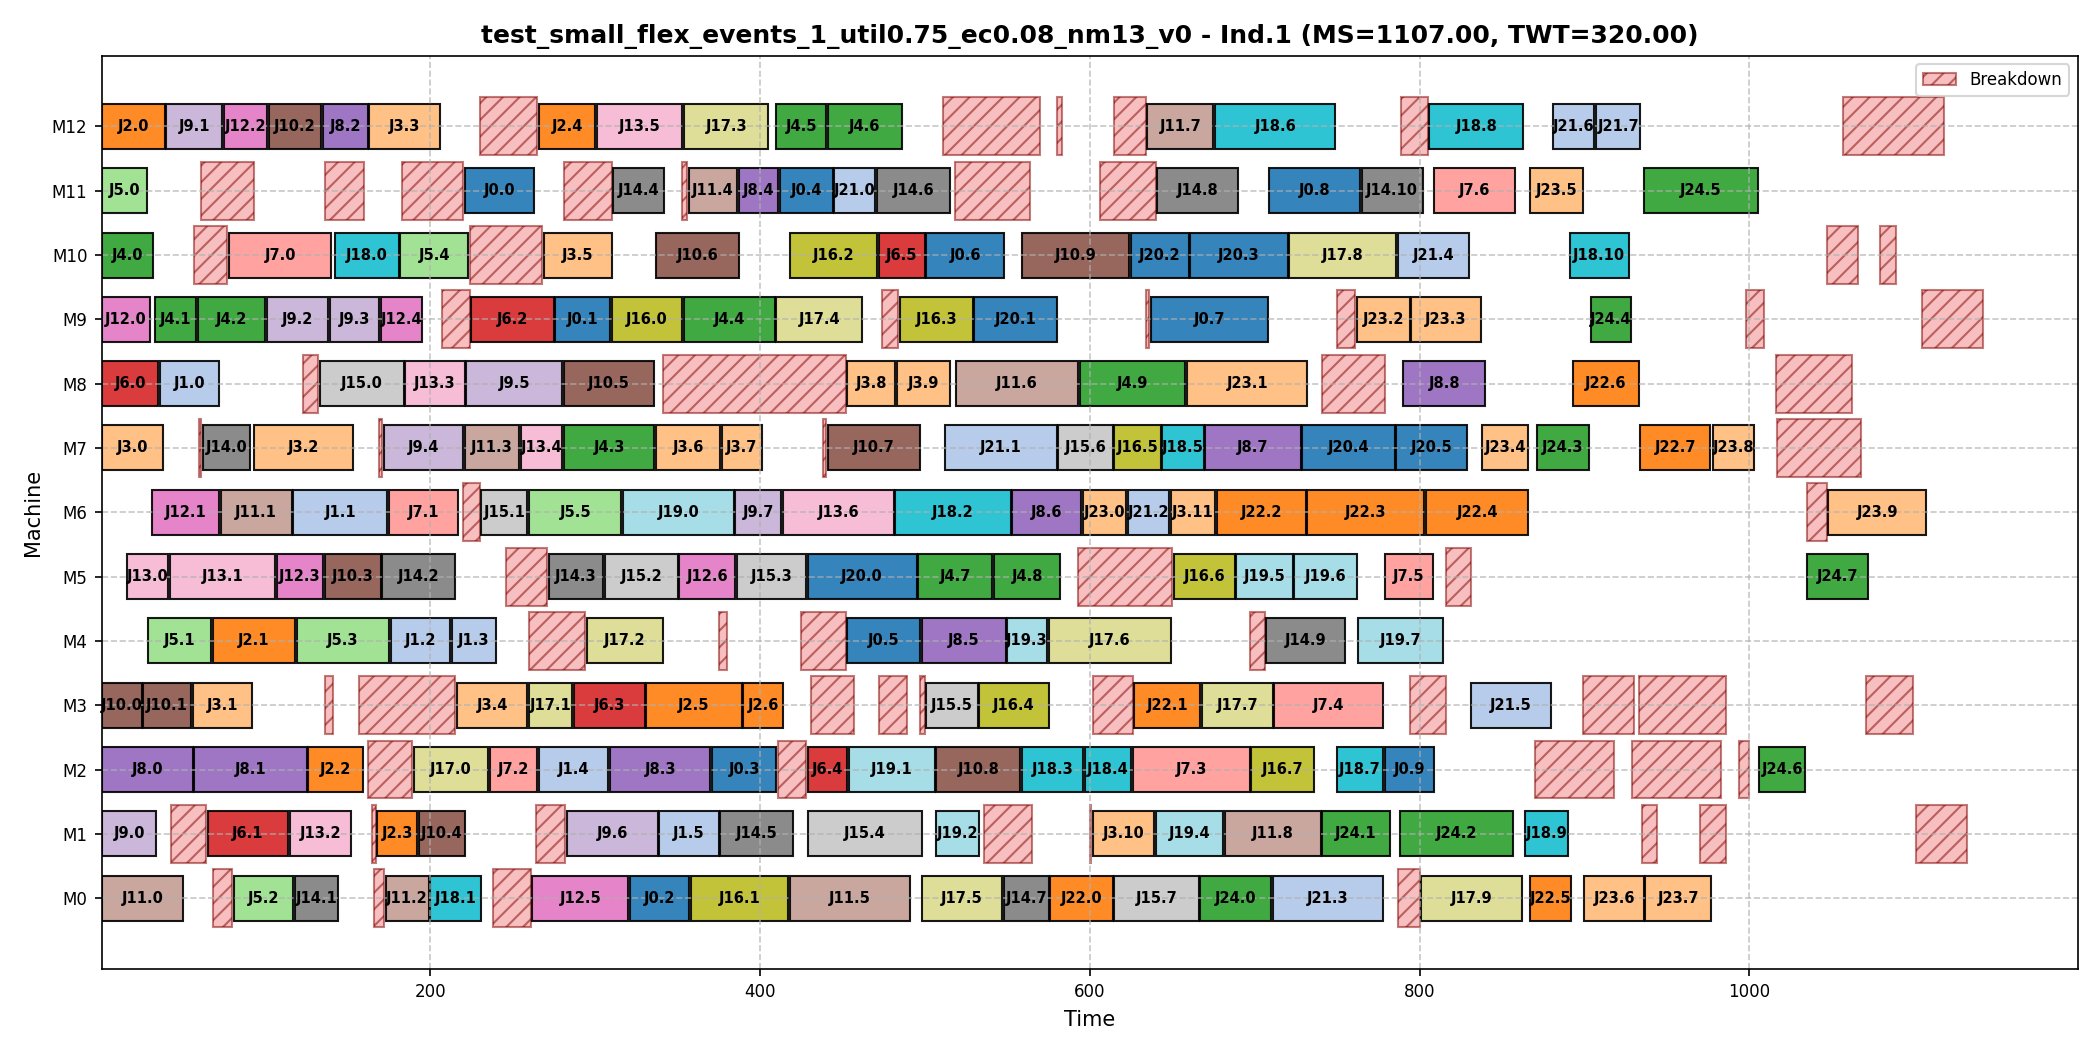 test_small_flex_events_1_util0.75_ec0.08_nm13_v0 - Ind.1 (MS=1107.00, TWT=320.00)
Breakdown
M12 J2.0 J9.1 J12.2 J10.2 J8.2 J3.3 J2.4 J13.5 J17.3 J4.5 J4.6 J11.7 J18.6 J18.8 J21.6 J21.7
M11 J5.0 J0.0 J14.4 J11.4 J8.4 J0.4 J21.0 J14.6 J14.8 J0.8 J14.10 J7.6 J23.5 J24.5
M10 J4.0 J7.0 J18.0 J5.4 J3.5 J10.6 J16.2 J6.5 J0.6 J10.9 J20.2 J20.3 J17.8 J21.4 J18.10
M9 J12.0 J4.1 J4.2 J9.2 J9.3 J12.4 J6.2 J0.1 J16.0 J4.4 J17.4 J16.3 J20.1 J0.7 J23.2 J23.3 J24.4
M8 J6.0 J1.0 J15.0 J13.3 J9.5 J10.5 J3.8 J3.9 J11.6 J4.9 J23.1 J8.8 J22.6
M7 J3.0 J14.0 J3.2 J9.4 J11.3 J13.4 J4.3 J3.6 J3.7 J10.7 J21.1 J15.6 J16.5 J18.5 J8.7 J20.4 J20.5 J23.4 J24.3 J22.7 J23.8
M6 J12.1 J11.1 J1.1 J7.1 J15.1 J5.5 J19.0 J9.7 J13.6 J18.2 J8.6 J23.0 J21.2 J3.11 J22.2 J22.3 J22.4 J23.9
M5 J13.0 J13.1 J12.3 J10.3 J14.2 J14.3 J15.2 J12.6 J15.3 J20.0 J4.7 J4.8 J16.6 J19.5 J19.6 J7.5 J24.7
M4 J5.1 J2.1 J5.3 J1.2 J1.3 J17.2 J0.5 J8.5 J19.3 J17.6 J14.9 J19.7
M3 J10.0 J10.1 J3.1 J3.4 J17.1 J6.3 J2.5 J2.6 J15.5 J16.4 J22.1 J17.7 J7.4 J21.5
M2 J8.0 J8.1 J2.2 J17.0 J7.2 J1.4 J8.3 J0.3 J6.4 J19.1 J10.8 J18.3 J18.4 J7.3 J16.7 J18.7 J0.9 J24.6
M1 J9.0 J6.1 J13.2 J2.3 J10.4 J9.6 J1.5 J14.5 J15.4 J19.2 J3.10 J19.4 J11.8 J24.1 J24.2 J18.9
M0 J11.0 J5.2 J14.1 J11.2 J18.1 J12.5 J0.2 J16.1 J11.5 J17.5 J14.7 J22.0 J15.7 J24.0 J21.3 J17.9 J22.5 J23.6 J23.7
Machine
200 400 600 800 1000
Time